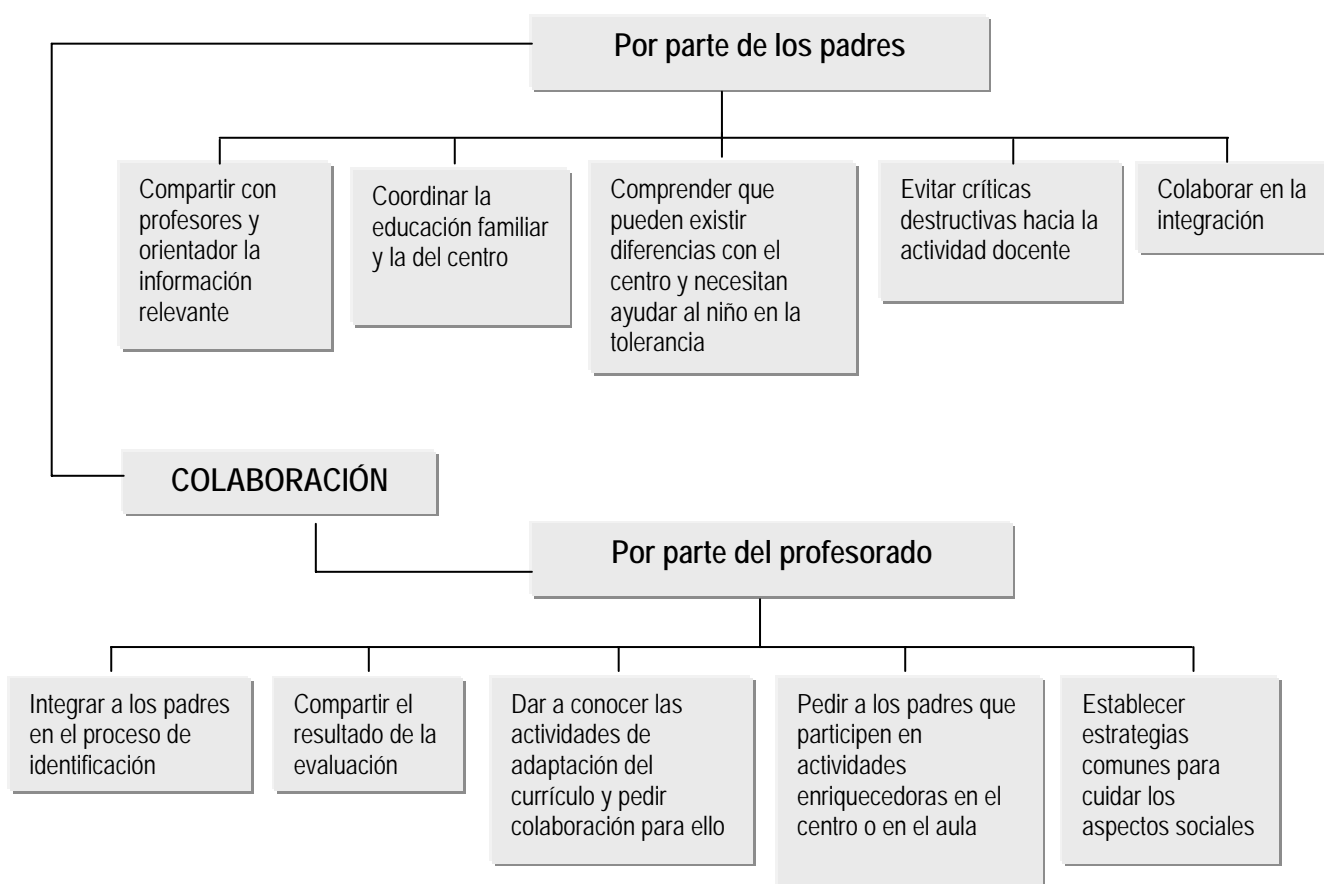 Por parte de los padres
Compartir con
profesores y
orientador la
información
relevante
Coordinar la
educación familiar
y la del centro
Comprender que
pueden existir
diferencias con el
centro y necesitan
ayudar al niño en la
tolerancia
Evitar críticas
destructivas hacia la
actividad docente
Colaborar en la
integración
COLABORACIÓN
Por parte del profesorado
Integrar a los padres
en el proceso de
identificación
Compartir el
resultado de la
evaluación
Dar a conocer las
actividades de
adaptación del
currículo y pedir
colaboración para ello
Pedir a los padres que
participen en
actividades
enriquecedoras en el
centro o en el aula
Establecer
estrategias
comunes para
cuidar los
aspectos sociales